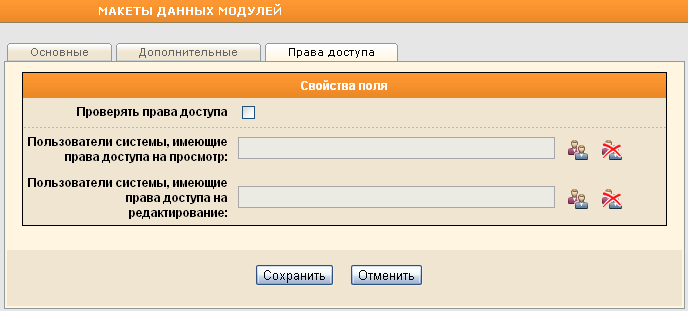 МАКЕТЫ ДАННЫХ МОДУЛЕЙ
Основные
Дополнительные
Права доступа
Свойства поля
Проверять права доступа
Пользователи системы, имеющие
права доступа на просмотр:
Пользователи системы, имеющие
права доступа на
редактирование:
Сохранить
Отменить